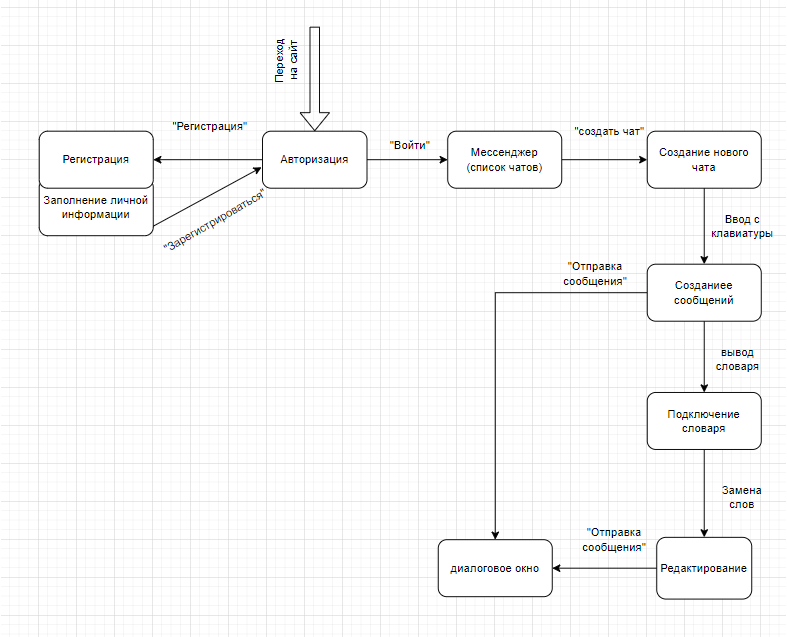 Переход
на сайт
"Регистрация"
Регистрация
Заполнение личной
информации
"Зарегистрироваться"
Авторизация
"Войти"
Мессенджер
(список чатов)
"создать чат"
Создание нового
чата
Ввод с
клавиатуры
Созданиее
сообщений
"Отправка
сообщения"
вывод
словаря
Подключение
словаря
Замена
слов
Редактирование
"Отправка
сообщения"
диалоговое окно